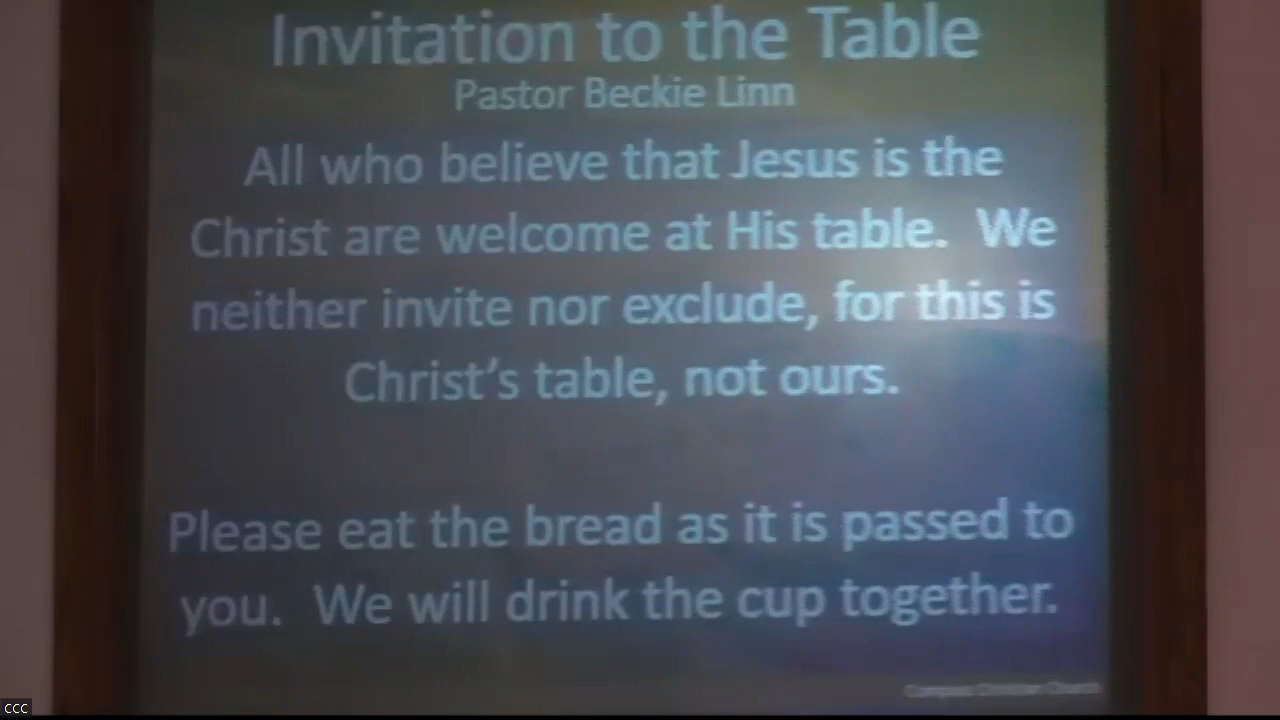 Invitation to the Table
Pastor Beckie Linn
All who believe that Jesus is the
Christ are welcome at His table.  We
neither invite nor exclude, for this is
Christ's table, not ours.
Please eat the bread as it is passed to
you.  We will drink the cup together.
Christian Church
CCC